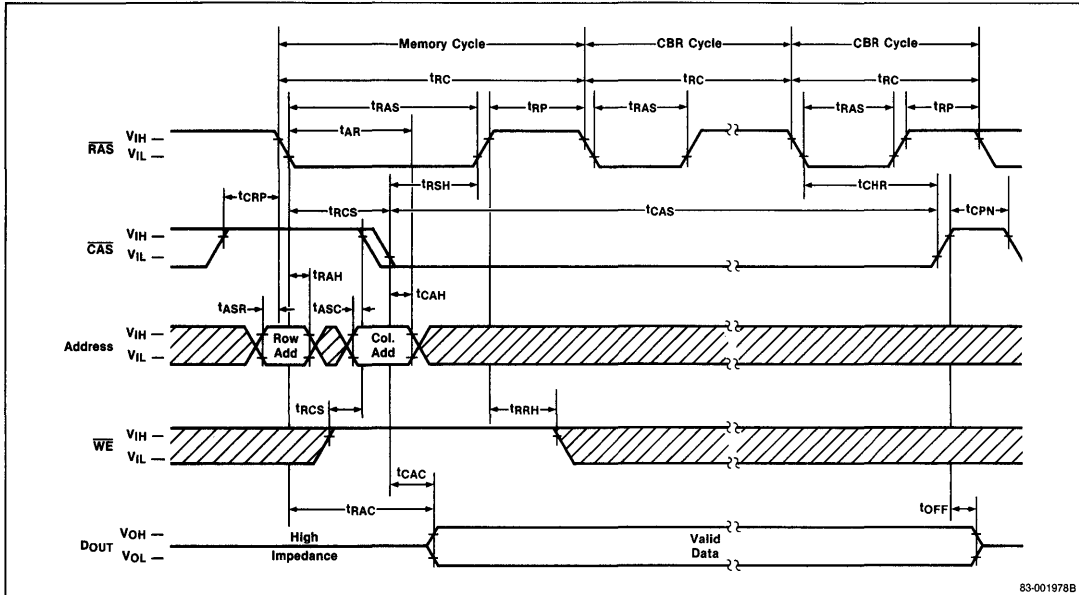 Memory Cycle CBR Cycle CBR Cycle
tRC tRC tRC
tRAS tRP tRAS tRAS tRP
tAR
RAS VIH
VIL
tRSH tCHR
tCRP tRCS tCAS tCPN
CAS VIH
VIL
tRAH
tASR tASC tCAH
Address VIH
VIL
Row Add
Col. Add
tRCS tRRH
WE VIH
VIL
tCAC
tRAC tOFF
DOUT VOH
VOL
High Impedance
Valid Data
83-001978B